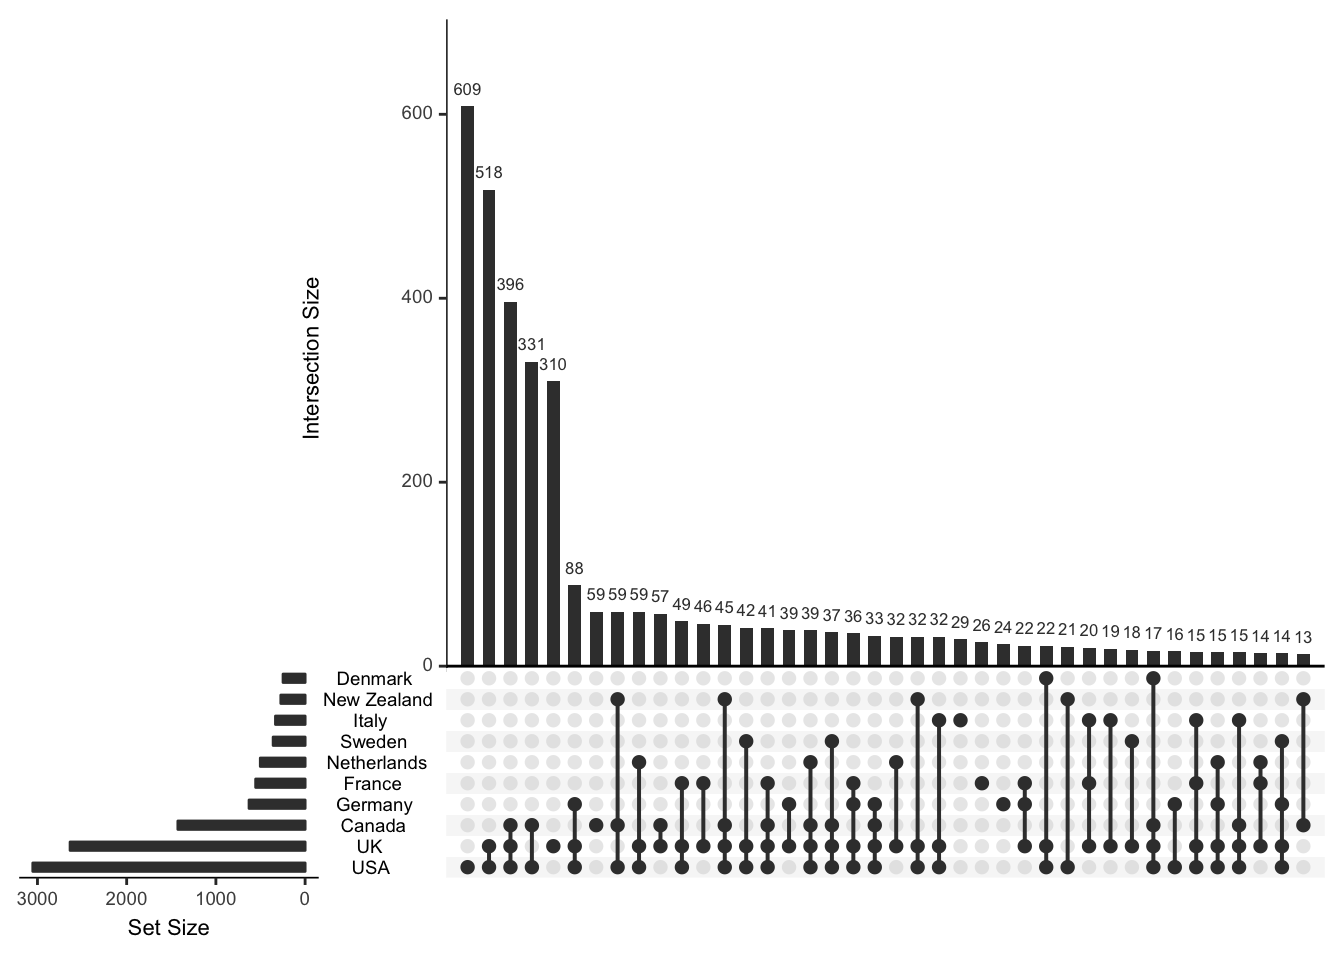 609
518
396
331
310
88
59 59 59 57 49 46 45 42 41 39 39 37 36 33 32 32 32 29 26 24 22 22 21 20 19 18 17 16 15 15 15 14 14 13
600
400
200
0
Intersection Size
Denmark
New Zealand
Italy
Sweden
Netherlands
France
Germany
Canada
UK
USA
3000 2000 1000 0
Set Size